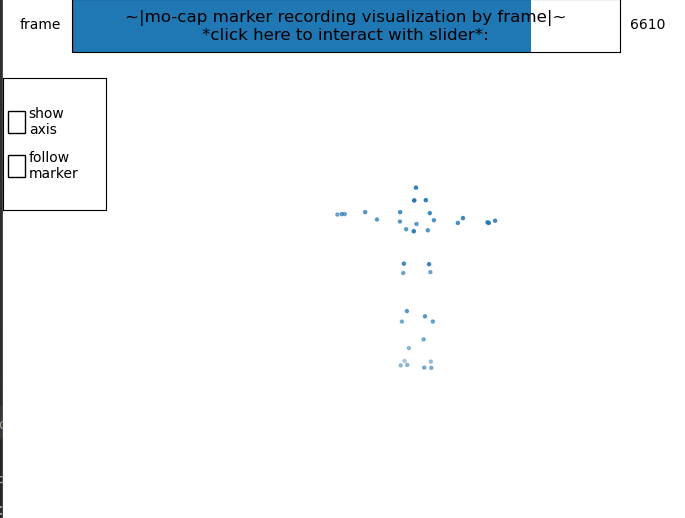 ~|mo-cap marker recording visualization by frame|~
frame
6610
*click here to interact with slider*:
show
axis
follow
marker